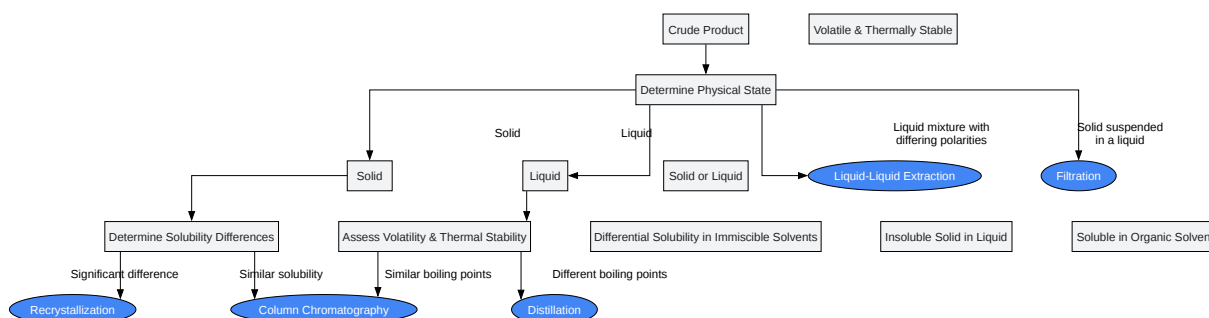 Crude Product
Volatile & Thermally Stable
Determine Physical State
Solid
Liquid
Liquid mixture with
differing polarities
Solid suspended
in a liquid
Solid
Liquid
Solid or Liquid
Liquid-Liquid Extraction
Filtration
Determine Solubility Differences
Assess Volatility & Thermal Stability
Differential Solubility in Immiscible Solvents
Insoluble Solid in Liquid
Soluble in Organic Solven
Significant difference
Similar solubility
Similar boiling points
Different boiling points
Recrystallization
Column Chromatography
Distillation